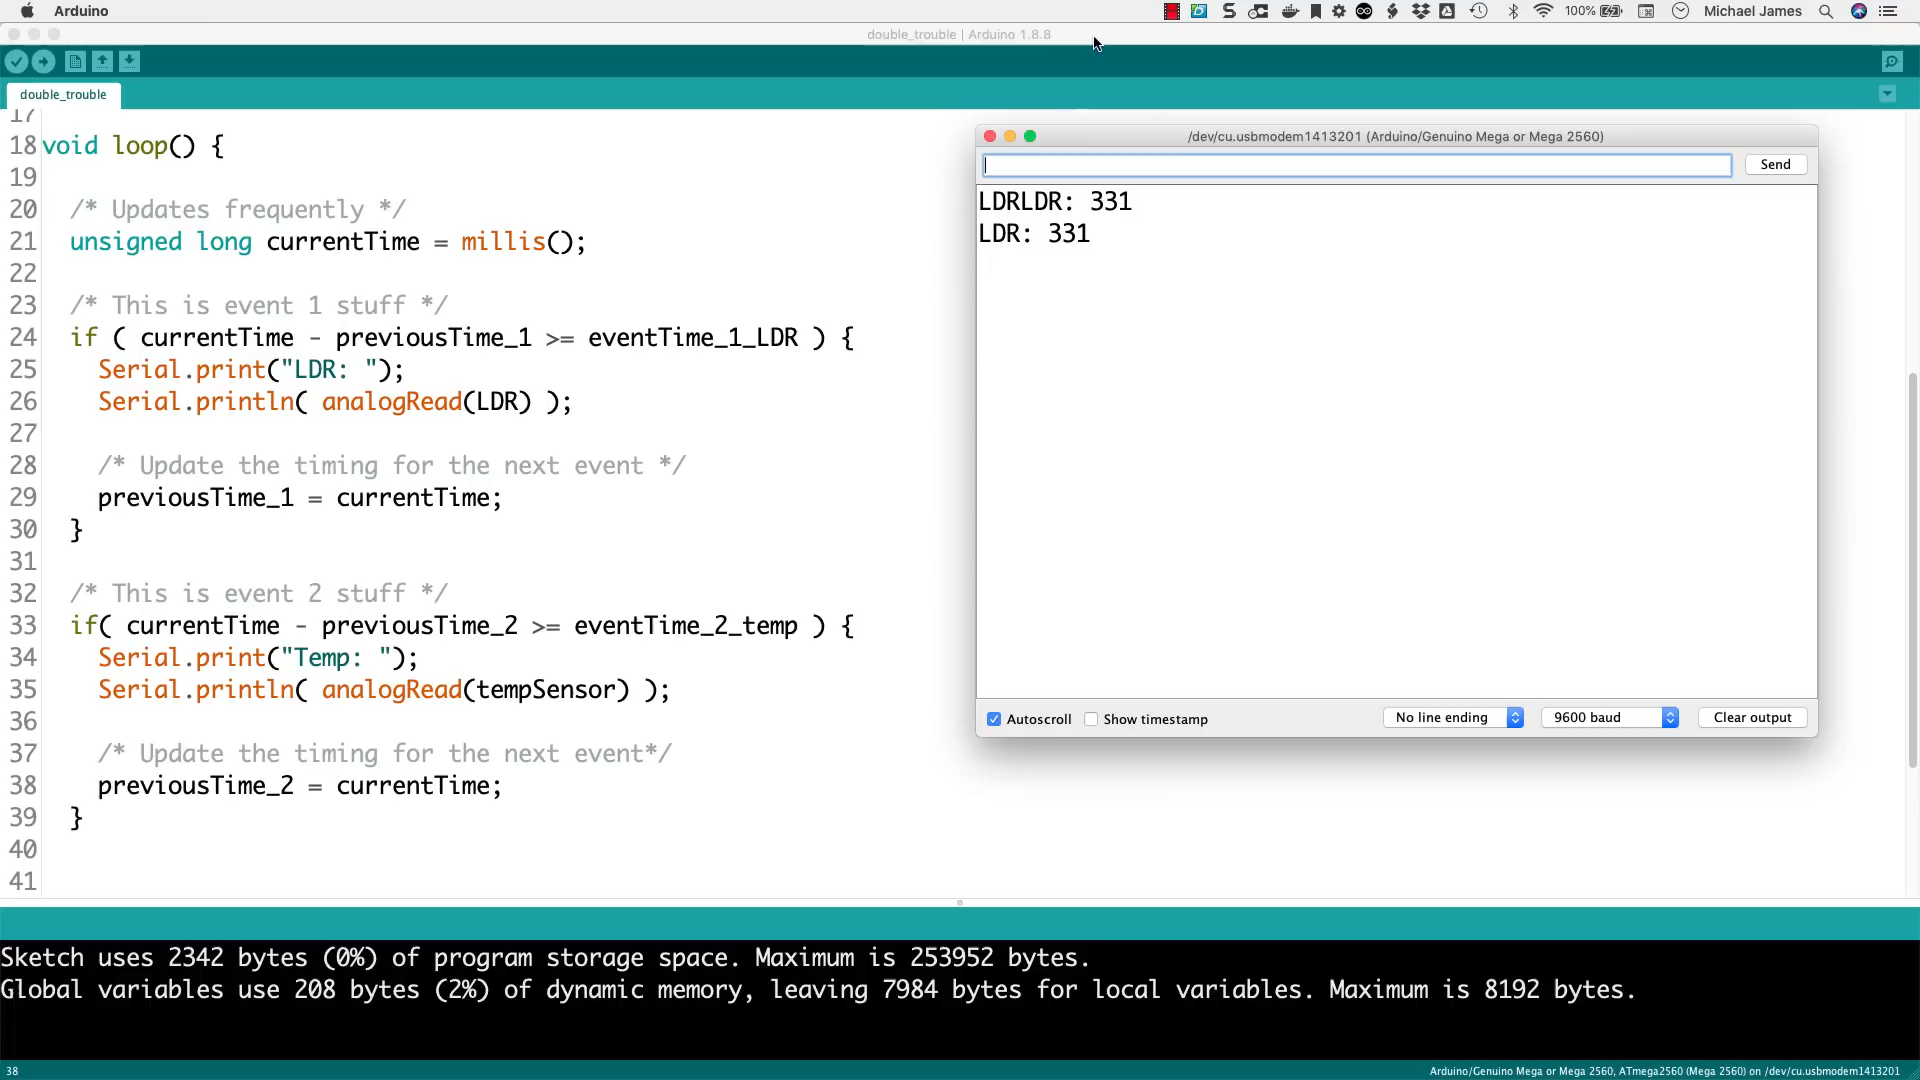 Arduino
100%
Michael James
double_trouble | Arduino 1.8.8
double_trouble
17
18 void loop() {
19
20 /* Updates frequently */
21 unsigned long currentTime = millis();
22
23 /* This is event 1 stuff */
24 if ( currentTime - previousTime_1 >= eventTime_1_LDR ) {
25 Serial.print("LDR: ");
26 Serial.println( analogRead(LDR) );
27
28 /* Update the timing for the next event */
29 previousTime_1 = currentTime;
30 }
31
32 /* This is event 2 stuff */
33 if( currentTime - previousTime_2 >= eventTime_2_temp ) {
34 Serial.print("Temp: ");
35 Serial.println( analogRead(tempSensor) );
36
37 /* Update the timing for the next event*/
38 previousTime_2 = currentTime;
39 }
40
41
/dev/cu.usbmodem1413201 (Arduino/Genuino Mega or Mega 2560)
Send
LDRLDR: 331
LDR: 331
Autoscroll
Show timestamp
No line ending
9600 baud
Clear output
Sketch uses 2342 bytes (0%) of program storage space. Maximum is 253952 bytes.
Global variables use 208 bytes (2%) of dynamic memory, leaving 7984 bytes for local variables. Maximum is 8192 bytes.
38
Arduino/Genuino Mega or Mega 2560, ATmega2560 (Mega 2560) on /dev/cu.usbmodem1413201